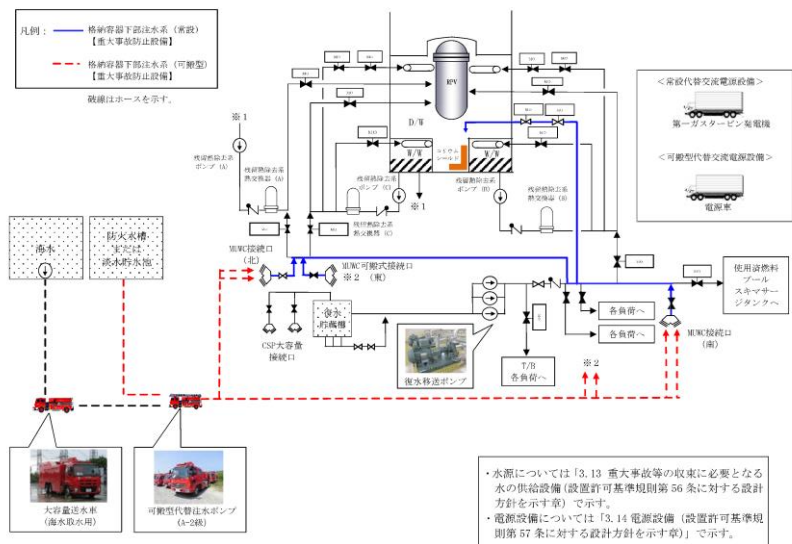 凡例：
格納容器下部注水系（常設）
【重大事故防止設備】
格納容器下部注水系（可搬型）
【重大事故防止設備】
破線はホースを示す。
RPV
D/W
W/W
W/W
コリウム
シールド
※1
※1
残留熱除去系
ポンプ（A）
残留熱除去系
熱交換器（A）
残留熱除去系
ポンプ（C）
残留熱除去系
ポンプ（B）
残留熱除去系
熱交換器（B）
＜常設代替交流電源設備＞
第一ガスタービン発電機
＜可搬型代替交流電源設備＞
電源車
海水
防火水槽
または
淡水貯水池
MUWC接続口
（北）
MUWC可搬式接続口
※2（東）
復水
貯蔵槽
CSP大容量
接続口
復水移送ポンプ
T/B
各負荷へ
各負荷へ
各負荷へ
※2
MUWC接続口
（南）
使用済燃料
プール
スキマサー
ジタンクへ
大容量送水車
（海水取水用）
可搬型代替注水ポンプ
（A-2級）
・水源については「3.13 重大事故等の収束に必要となる
水の供給設備（設置許可基準規則第56条に対する設計
方針を示す章）で示す。
・電源設備については「3.14 電源設備（設置許可基準規
則第57条に対する設計方針を示す章）」で示す。